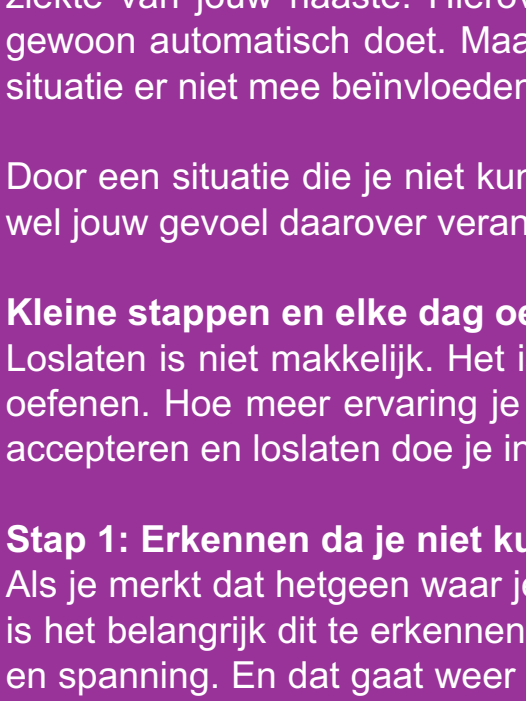 ziekte van jouw naaste. Hierov
gewoon automatisch doet. Maa
situatie er niet mee beïnvloeden
Door een situatie die je niet kun
wel jouw gevoel daarover veran
Kleine stappen en elke dag oe
Loslaten is niet makkelijk. Het i
oefenen. Hoe meer ervaring je
accepteren en loslaten doe je in
Stap 1: Erkennen da je niet ku
Als je merkt dat hetgeen waar je
is het belangrijk dit te erkennen
en spanning. En dat gaat weer